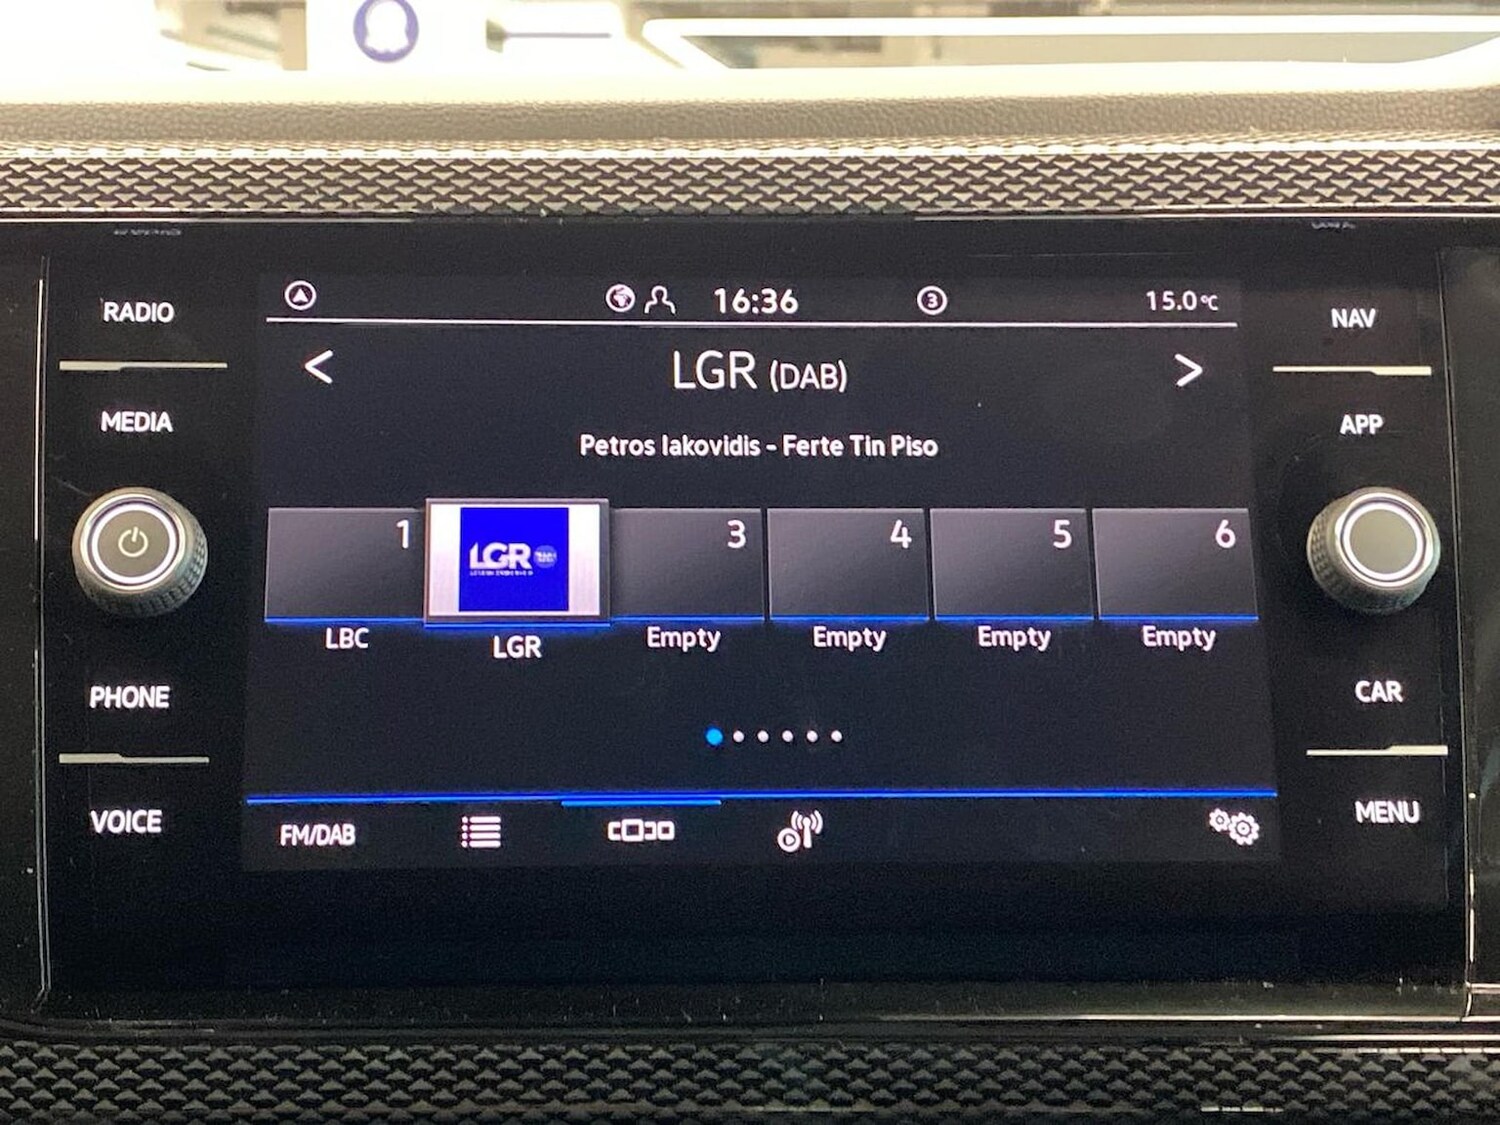 RADIO
MEDIA
PHONE
VOICE
16:36
3
15.0°C
LGR (DAB)
Petros Iakovidis - Ferte Tin Piso
1
3
4
5
6
LGR
LBC
LGR
Empty
Empty
Empty
Empty
FM/DAB
NAV
APP
CAR
MENU